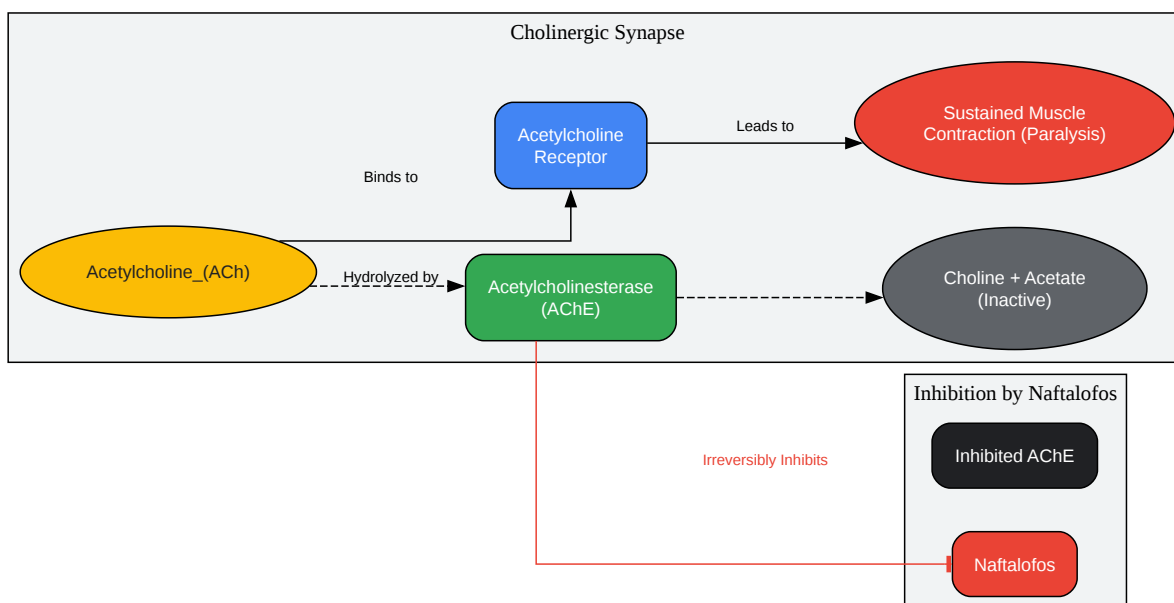 Cholinergic Synapse
Acetylcholine
Receptor
Leads to
Sustained Muscle
Contraction (Paralysis)
Binds to
Acetylcholine_(ACh)
Hydrolyzed by
Acetylcholinesterase
(AChE)
Choline + Acetate
(Inactive)
Inhibition by Naftalofos
Inhibited AChE
Irreversibly Inhibits
Naftalofos